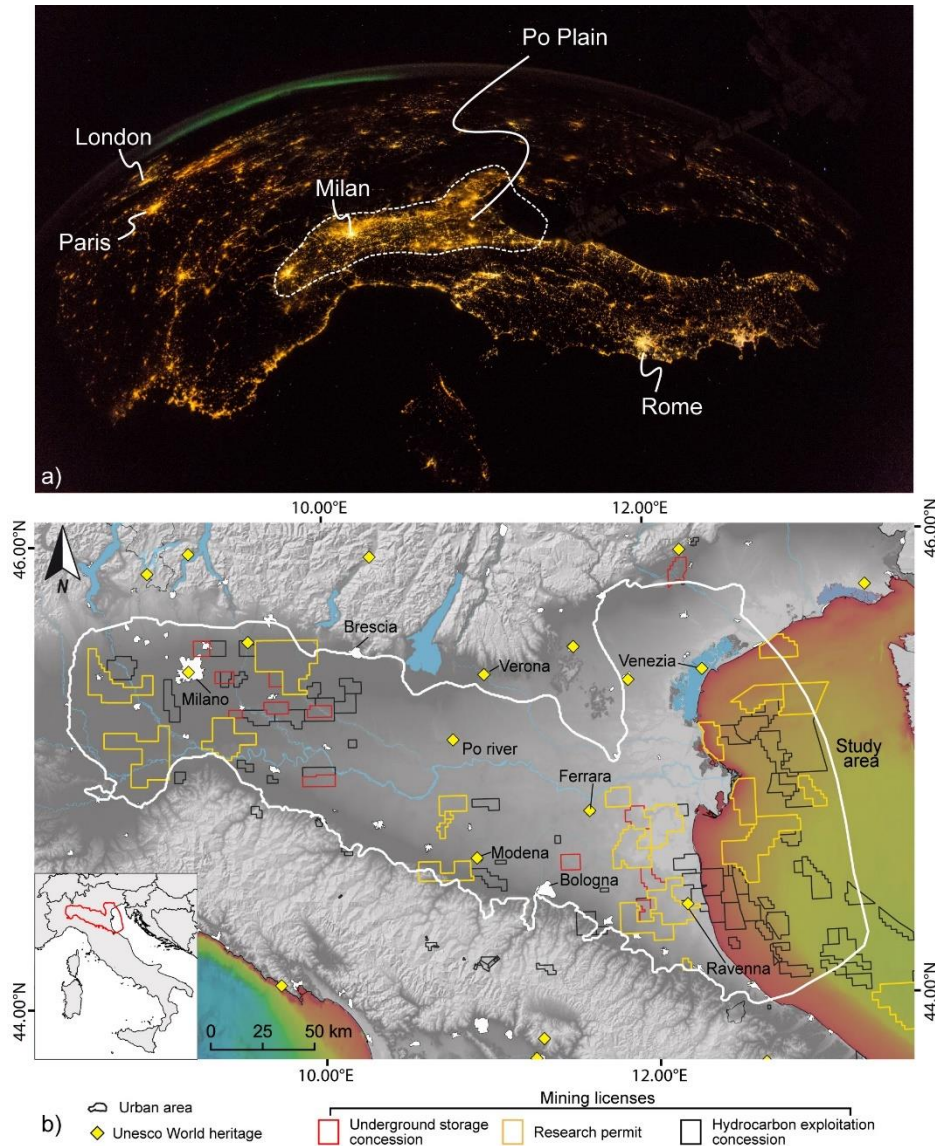 Po Plain
London
Milan
Paris
Rome
a)
10.00°E
12.00°E
46.00°N
46.00°N
N
Brescia
Verona
Venezia
Milano
Po river
Study
area
Ferrara
Modena
Bologna
Ravenna
44.00°N
44.00°N
0 25 50 km
10.00°E
12.00°E
b)
Urban area
Unesco World heritage
Mining licenses
Underground storage
concession
Research permit
Hydrocarbon exploitation
concession